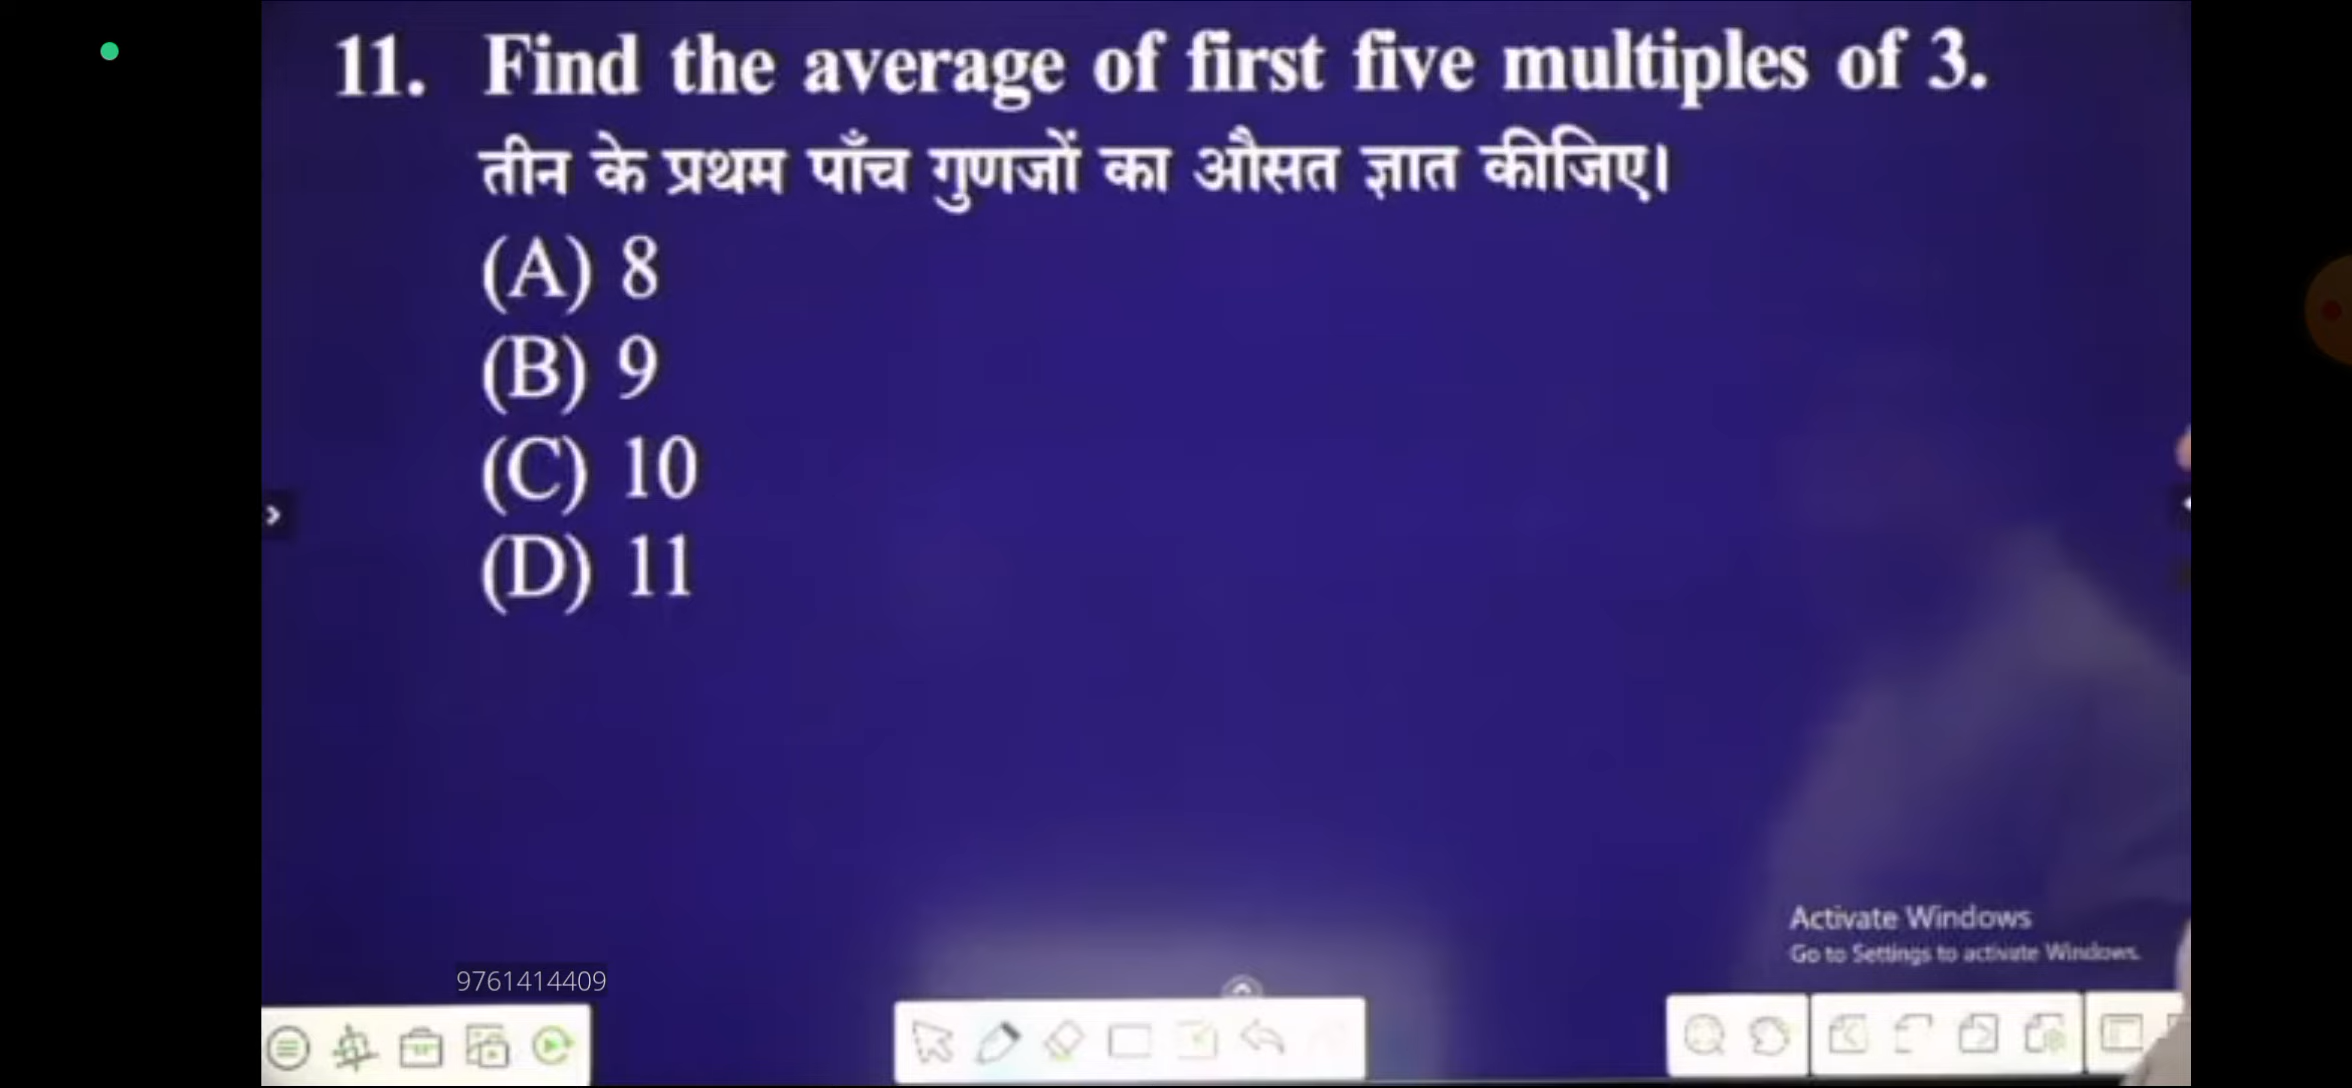 11. Find the average of first five multiples of 3.
तीन के प्रथम पाँच गुणजों का औसत ज्ञात कीजिए।
(A) 8
(B) 9
(C) 10
(D) 11
Activate Windows
Go to Settings to activate Windows.
9761414409